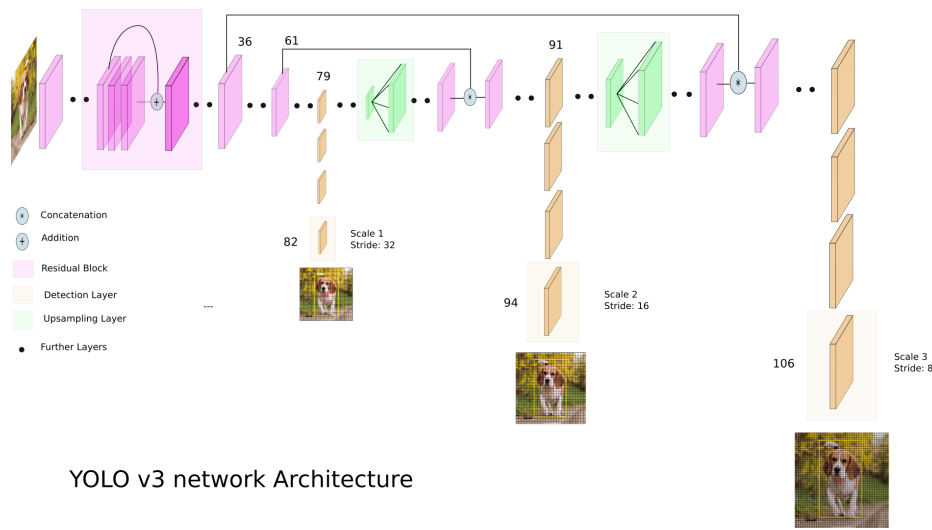 36
61
79
91
Concatenation
Addition
Residual Block
Detection Layer
Upsampling Layer
Further Layers
---
82
Scale 1
Stride: 32
94
Scale 2
Stride: 16
106
Scale 3
Stride: 8
YOLO v3 network Architecture